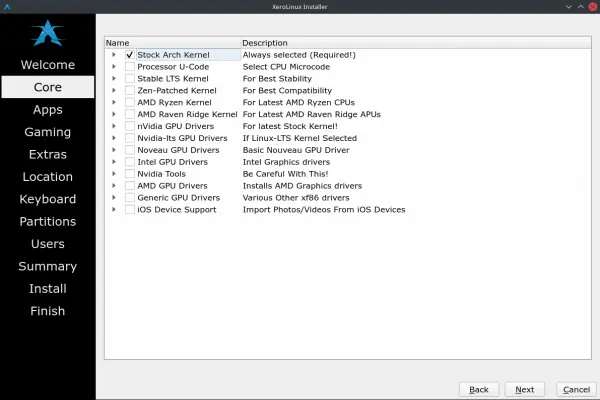 XeroLinux Installer
Welcome
Core
Apps
Gaming
Extras
Location
Keyboard
Partitions
Users
Summary
Install
Finish
Name Description
Stock Arch Kernel Always selected (Required!)
Processor U-Code Select CPU Microcode
Stable LTS Kernel For Best Stability
Zen-Patched Kernel For Best Compatibility
AMD Ryzen Kernel For Latest AMD Ryzen CPUs
AMD Raven Ridge Kernel For Latest AMD Raven Ridge APUs
nVidia GPU Drivers For latest Stock Kernel!
Nvidia-lts GPU Drivers If Linux-LTS Kernel Selected
Noveau GPU Drivers Basic Nouveau GPU Driver
Intel GPU Drivers Intel Graphics drivers
Nvidia Tools Be Careful With This!
AMD GPU Drivers Installs AMD Graphics drivers
Generic GPU Drivers Various Other xf86 drivers
iOS Device Support Import Photos/Videos From iOS Devices
Back Next Cancel